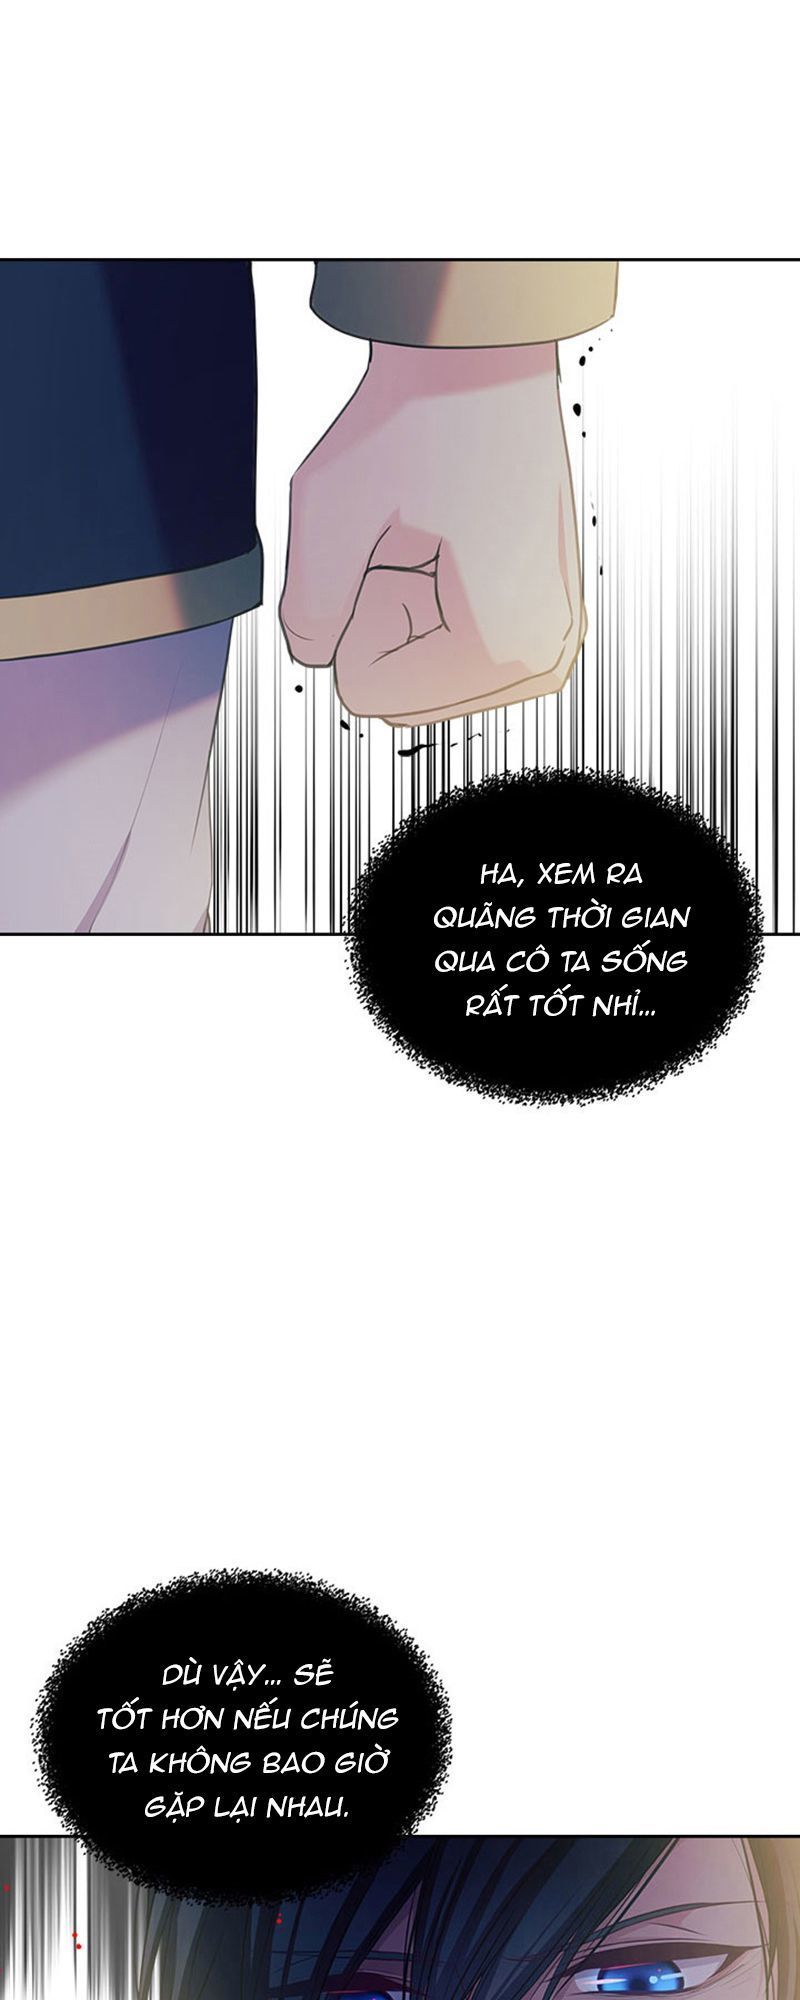 HA, XEM RA
QUÃNG THỜI GIAN
QUA CÔ TA SỐNG
RẤT TỐT NHỈ...
DÙ VẬY... SẼ
TỐT HƠN NẾU CHÚNG
TA KHÔNG BAO GIỜ
GẶP LẠI NHAU.